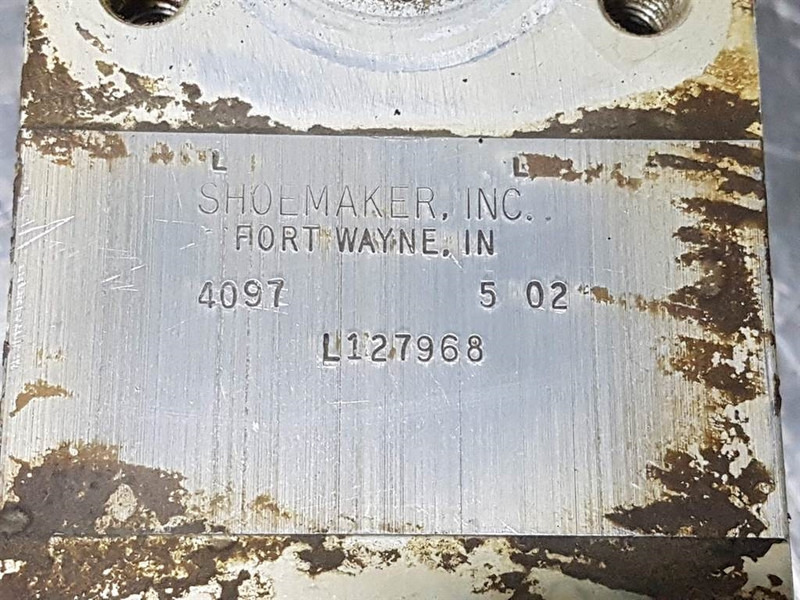 L L
SHOEMAKER, INC.
FORT WAYNE, IN
4097 5 02
L127968